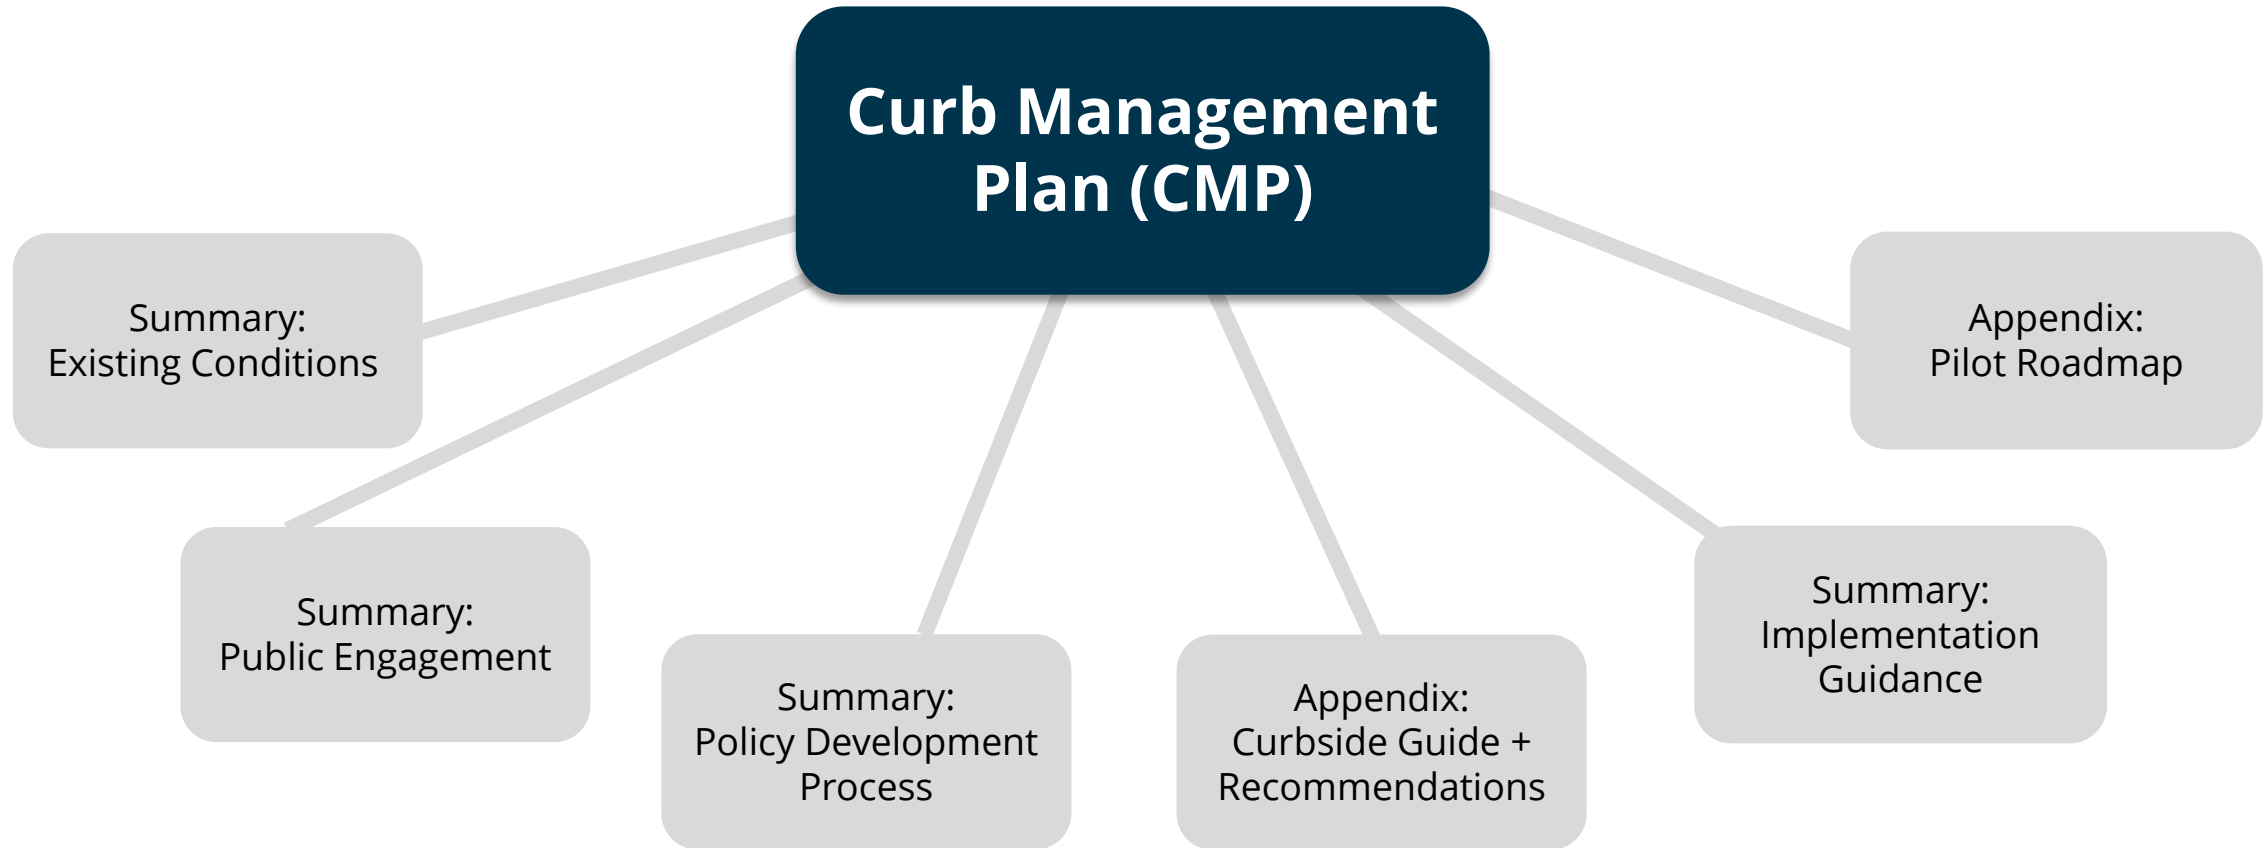 Curb Management
Plan (CMP)
Summary:
Existing Conditions
Appendix:
Pilot Roadmap
Summary:
Public Engagement
Summary:
Policy Development
Process
Appendix:
Curbside Guide +
Recommendations
Summary:
Implementation
Guidance